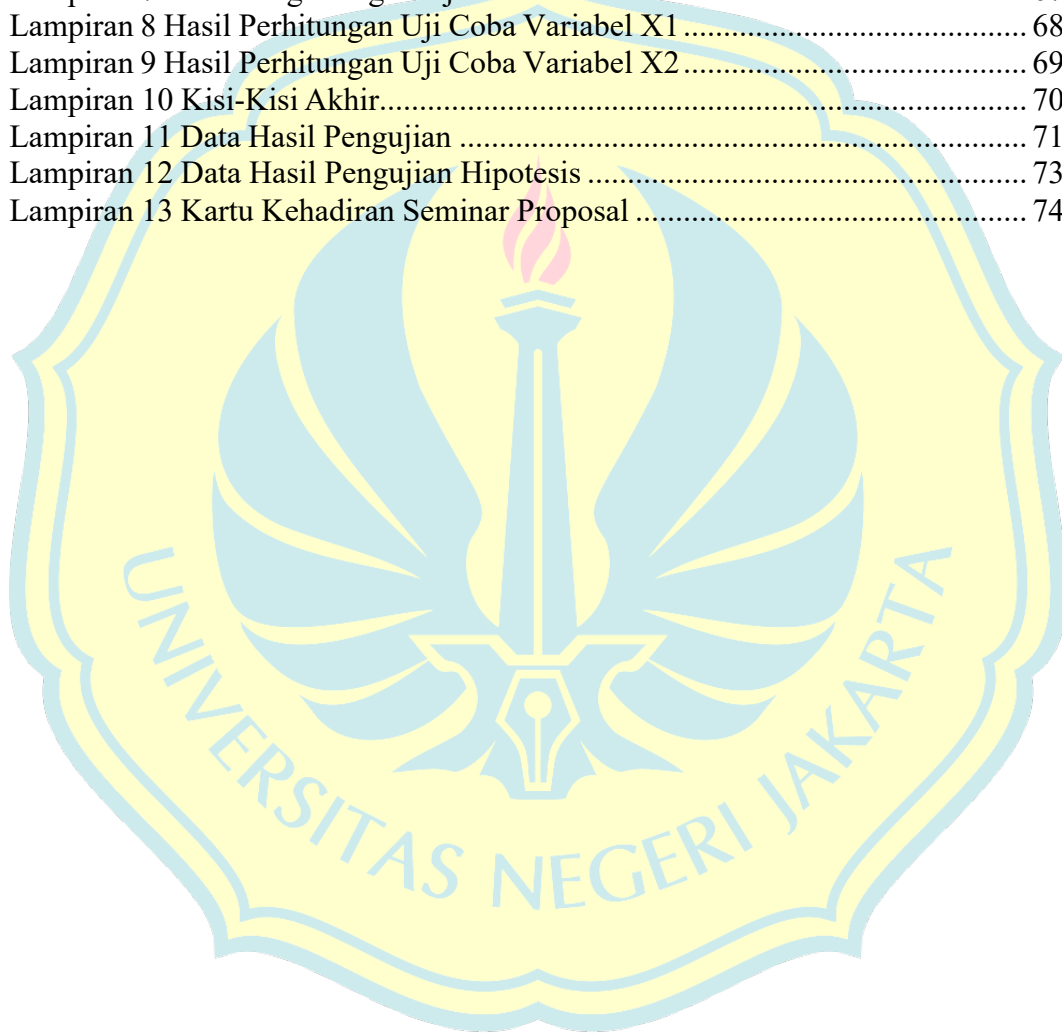 Lampiran 8 Hasil Perhitungan Uji Coba Variabel X1 ............................................. 68
Lampiran 9 Hasil Perhitungan Uji Coba Variabel X2 ............................................. 69
Lampiran 10 Kisi-Kisi Akhir..................................................................................... 70
Lampiran 11 Data Hasil Pengujian .......................................................................... 71
Lampiran 12 Data Hasil Pengujian Hipotesis ......................................................... 73
Lampiran 13 Kartu Kehadiran Seminar Proposal ................................................... 74
UNIVERSITAS NEGERI JAKARTA